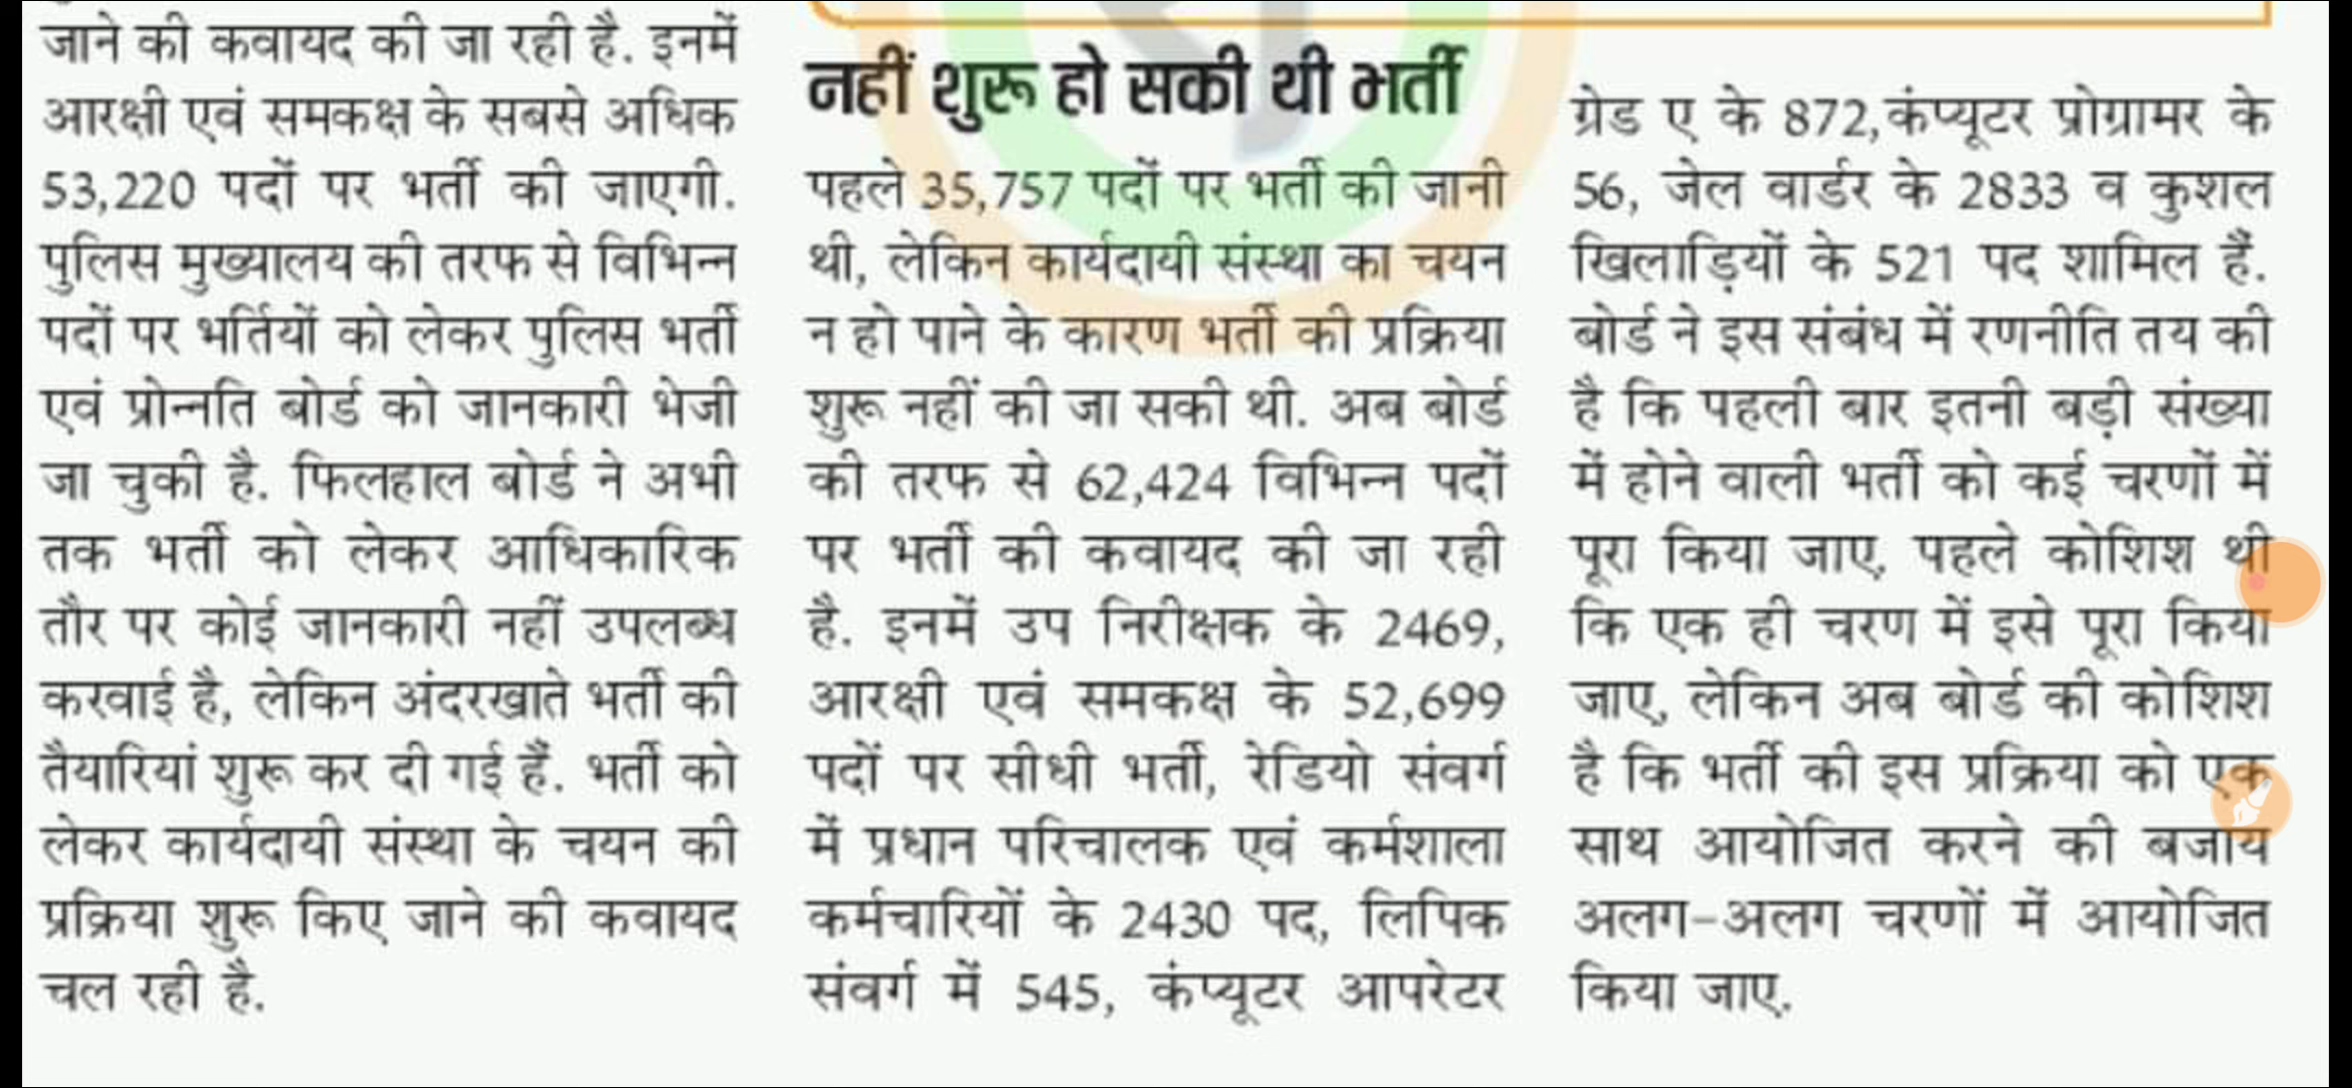 जाने की कवायद की जा रही है. इनमें
आरक्षी एवं समकक्ष के सबसे अधिक
53,220 पदों पर भर्ती की जाएगी.
पुलिस मुख्यालय की तरफ से विभिन्न
पदों पर भर्तियों को लेकर पुलिस भर्ती
एवं प्रोन्नति बोर्ड को जानकारी भेजी
जा चुकी है. फिलहाल बोर्ड ने अभी
तक भर्ती को लेकर आधिकारिक
तौर पर कोई जानकारी नहीं उपलब्ध
करवाई है, लेकिन अंदरखाते भर्ती की
तैयारियां शुरू कर दी गई हैं. भर्ती को
लेकर कार्यदायी संस्था के चयन की
प्रक्रिया शुरू किए जाने की कवायद
चल रही है.
नहीं शुरू हो सकी थी भर्ती
पहले 35,757 पदों पर भर्ती की जानी
थी, लेकिन कार्यदायी संस्था का चयन
न हो पाने के कारण भर्ती की प्रक्रिया
शुरू नहीं की जा सकी थी. अब बोर्ड
की तरफ से 62,424 विभिन्न पदों
पर भर्ती की कवायद की जा रही
है. इनमें उप निरीक्षक के 2469,
आरक्षी एवं समकक्ष के 52,699
पदों पर सीधी भर्ती, रेडियो संवर्ग
में प्रधान परिचालक एवं कर्मशाला
कर्मचारियों के 2430 पद, लिपिक
संवर्ग में 545, कंप्यूटर आपरेटर
ग्रेड ए के 872,कंप्यूटर प्रोग्रामर के
56, जेल वार्डर के 2833 व कुशल
खिलाड़ियों के 521 पद शामिल हैं.
बोर्ड ने इस संबंध में रणनीति तय की
है कि पहली बार इतनी बड़ी संख्या
में होने वाली भर्ती को कई चरणों में
पूरा किया जाए. पहले कोशिश थी
कि एक ही चरण में इसे पूरा किया
जाए, लेकिन अब बोर्ड की कोशिश
है कि भर्ती की इस प्रक्रिया को एक
साथ आयोजित करने की बजाय
अलग-अलग चरणों में आयोजित
किया जाए.